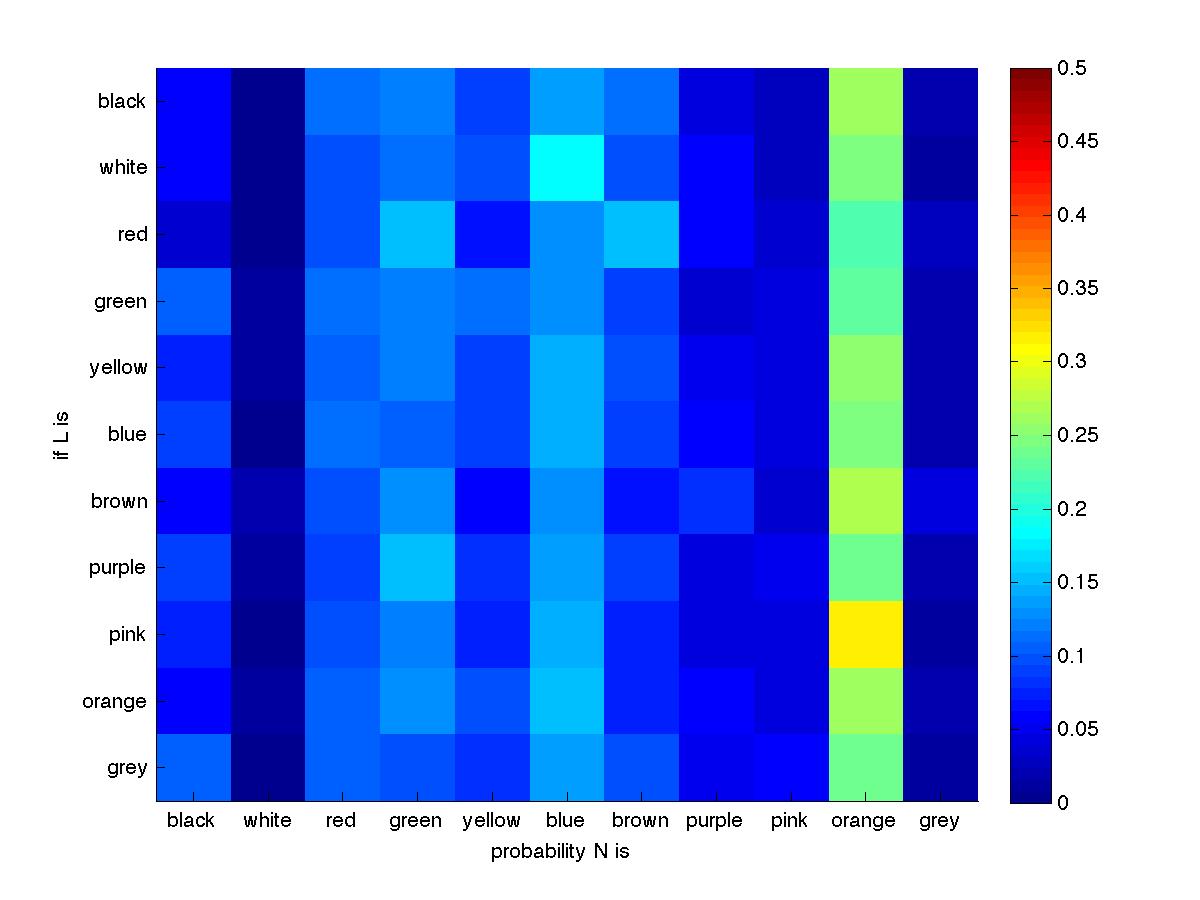 black
white
red
green
yellow
blue
brown
purple
pink
orange
grey
if L is
black white red green yellow blue brown purple pink orange grey
probability N is
0.5
0.45
0.4
0.35
0.3
0.25
0.2
0.15
0.1
0.05
0